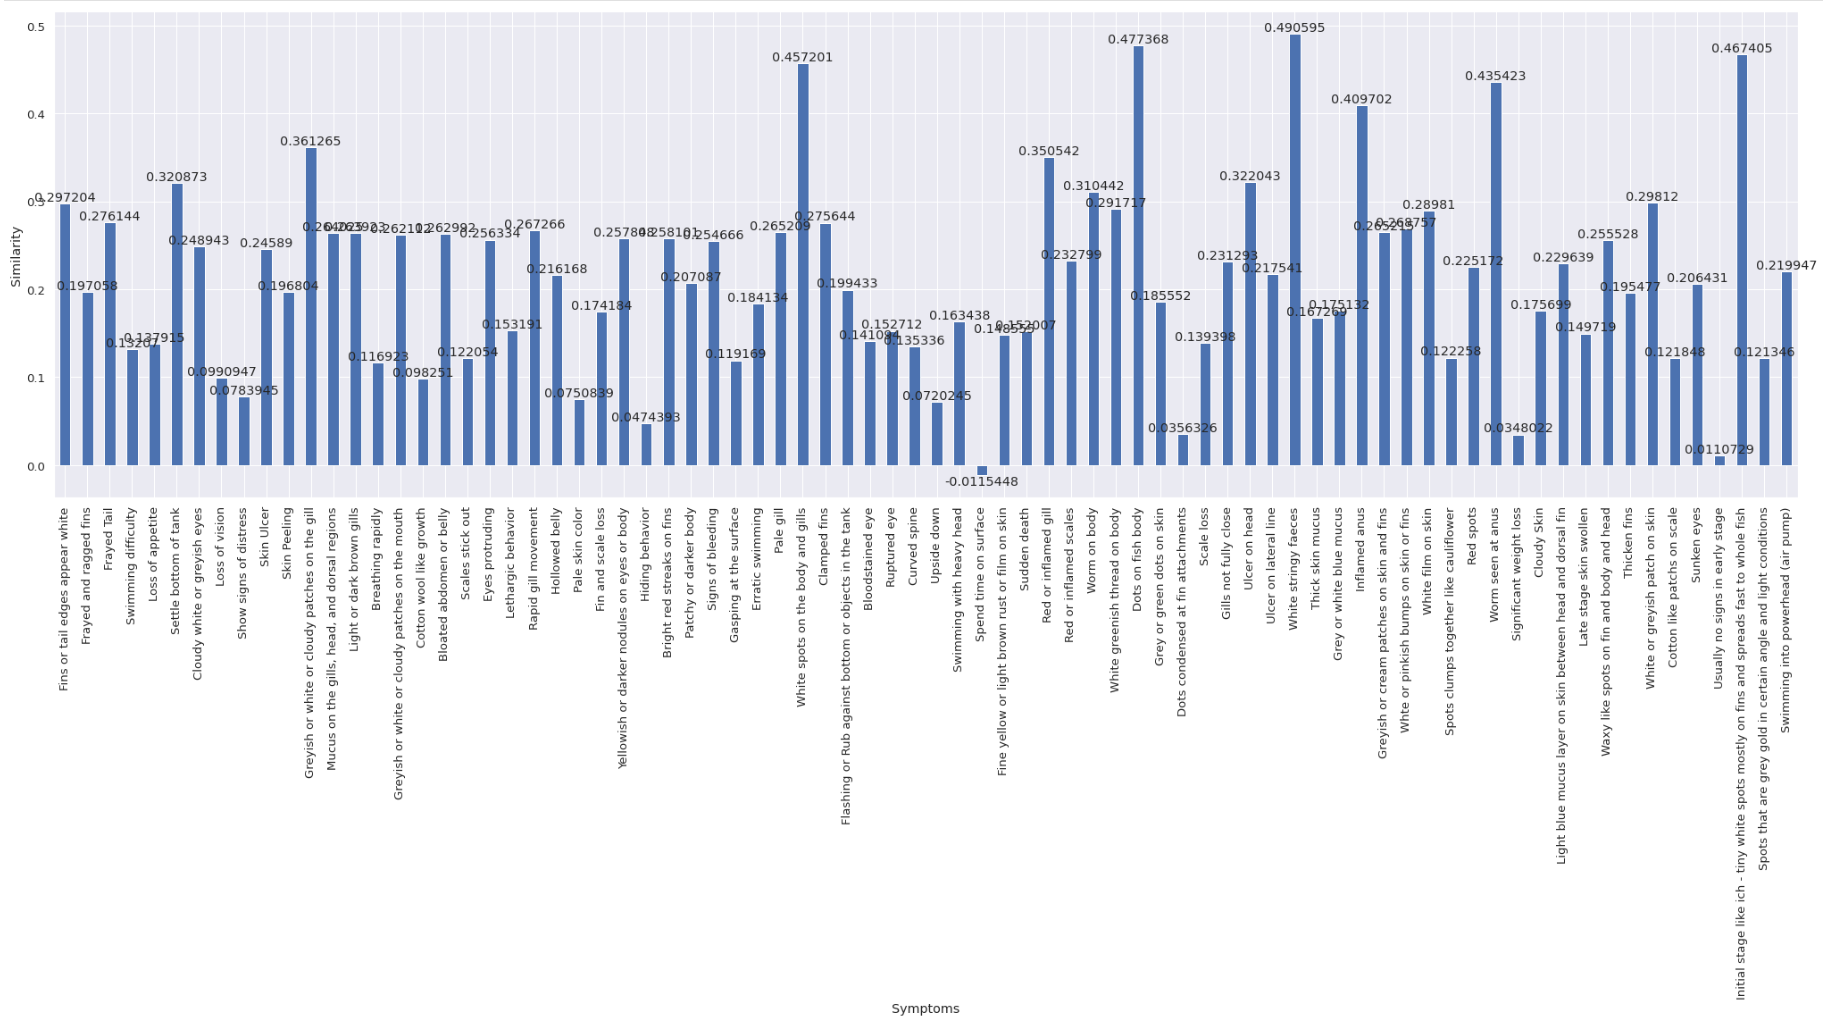 Similarity
0.5
0.4
0.3
0.2
0.1
0.0
0.297204
0.197058
0.276144
0.13207
0.137915
0.320873
0.248943
0.0990947
0.0783945
0.24589
0.196804
0.361265
0.116923
0.262112
0.098251
0.262992
0.122054
0.256334
0.153191
0.267266
0.216168
0.0750839
0.174184
0.0474393
0.258101
0.207087
0.254666
0.119169
0.184134
0.265209
0.457201
0.275644
0.199433
0.141094
0.152712
0.135336
0.0720245
0.163438
-0.0115448
0.148555
0.152007
0.350542
0.232799
0.310442
0.291717
0.477368
0.185552
0.0356326
0.139398
0.231293
0.322043
0.217541
0.490595
0.167269
0.175132
0.409702
0.265215
0.268757
0.28981
0.122258
0.225172
0.435423
0.0348022
0.175699
0.229639
0.149719
0.255528
0.195477
0.29812
0.121848
0.206431
0.0110729
0.467405
0.121346
0.219947
Fins or tail edges appear white
Frayed and ragged fins
Frayed Tail
Swimming difficulty
Loss of appetite
Settle bottom of tank
Cloudy white or greyish eyes
Loss of vision
Show signs of distress
Skin Ulcer
Skin Peeling
Greyish or white or cloudy patches on the gill
Mucus on the gills, head, and dorsal regions
Light or dark brown gills
Breathing rapidly
Greyish or white or cloudy patches on the mouth
Cotton wool like growth
Bloated abdomen or belly
Scales stick out
Eyes protruding
Lethargic behavior
Rapid gill movement
Hollowed belly
Pale skin color
Fin and scale loss
Yellowish or darker nodules on eyes or body
Hiding behavior
Bright red streaks on fins
Patchy or darker body
Signs of bleeding
Gasping at the surface
Erratic swimming
Pale gill
White spots on the body and gills
Clamped fins
Flashing or Rub against bottom or objects in the tank
Bloodstained eye
Ruptured eye
Curved spine
Upside down
Swimming with heavy head
Spend time on surface
Fine yellow or light brown rust or film on skin
Sudden death
Red or inflamed gill
Red or inflamed scales
Worm on body
White greenish thread on body
Dots on fish body
Grey or green dots on skin
Dots condensed at fin attachments
Scale loss
Gills not fully close
Ulcer on head
Ulcer on lateral line
White stringy faeces
Thick skin mucus
Grey or white blue mucus
Inflamed anus
Greyish or cream patches on skin and fins
Whte or pinkish bumps on skin or fins
White film on skin
Spots clumps together like cauliflower
Red spots
Worm seen at anus
Significant weight loss
Cloudy Skin
Light blue mucus layer on skin between head and dorsal fin
Late stage skin swollen
Waxy like spots on fin and body and head
Thicken fins
White or greyish patch on skin
Cotton like patchs on scale
Sunken eyes
Usually no signs in early stage
Initial stage like ich - tiny white spots mostly on fins and spreads fast to whole fish
Spots that are grey gold in certain angle and light conditions
Swimming into powerhead (air pump)
Symptoms